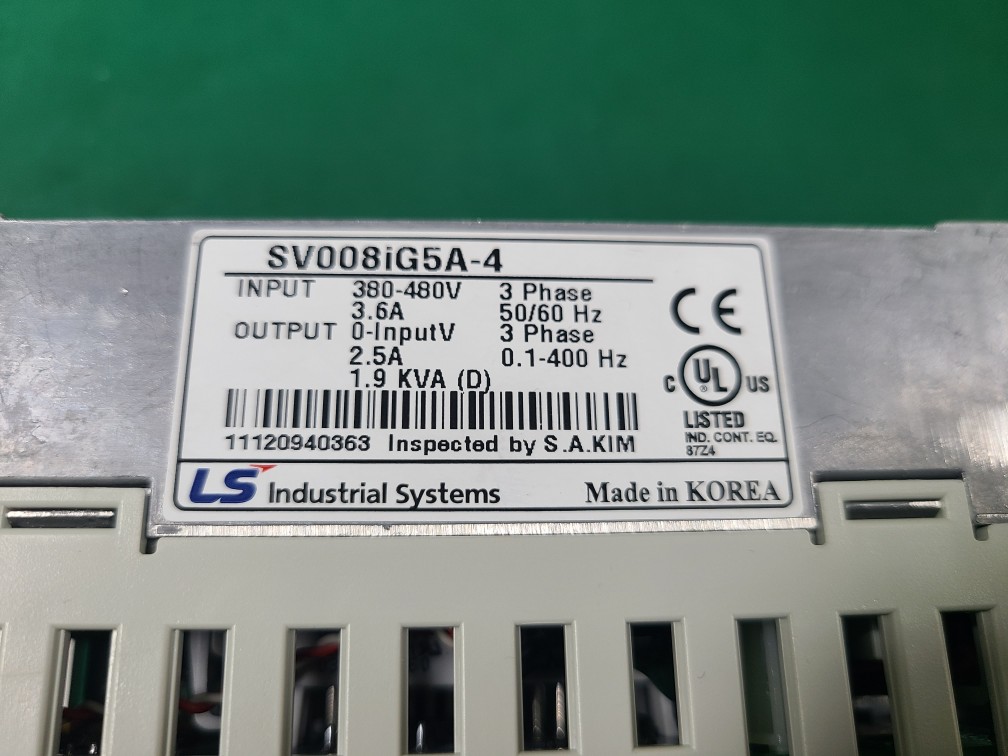 SV008iG5A-4
INPUT 380-480V 3 Phase
3.6A 50/60 Hz
OUTPUT 0-InputV 3 Phase
2.5A 0.1-400 Hz
1.9 KVA (D)
CE
C UL US
®
LISTED
IND. CONT. EQ.
87Z4
11120940363 Inspected by S.A.KIM
LS Industrial Systems Made in KOREA